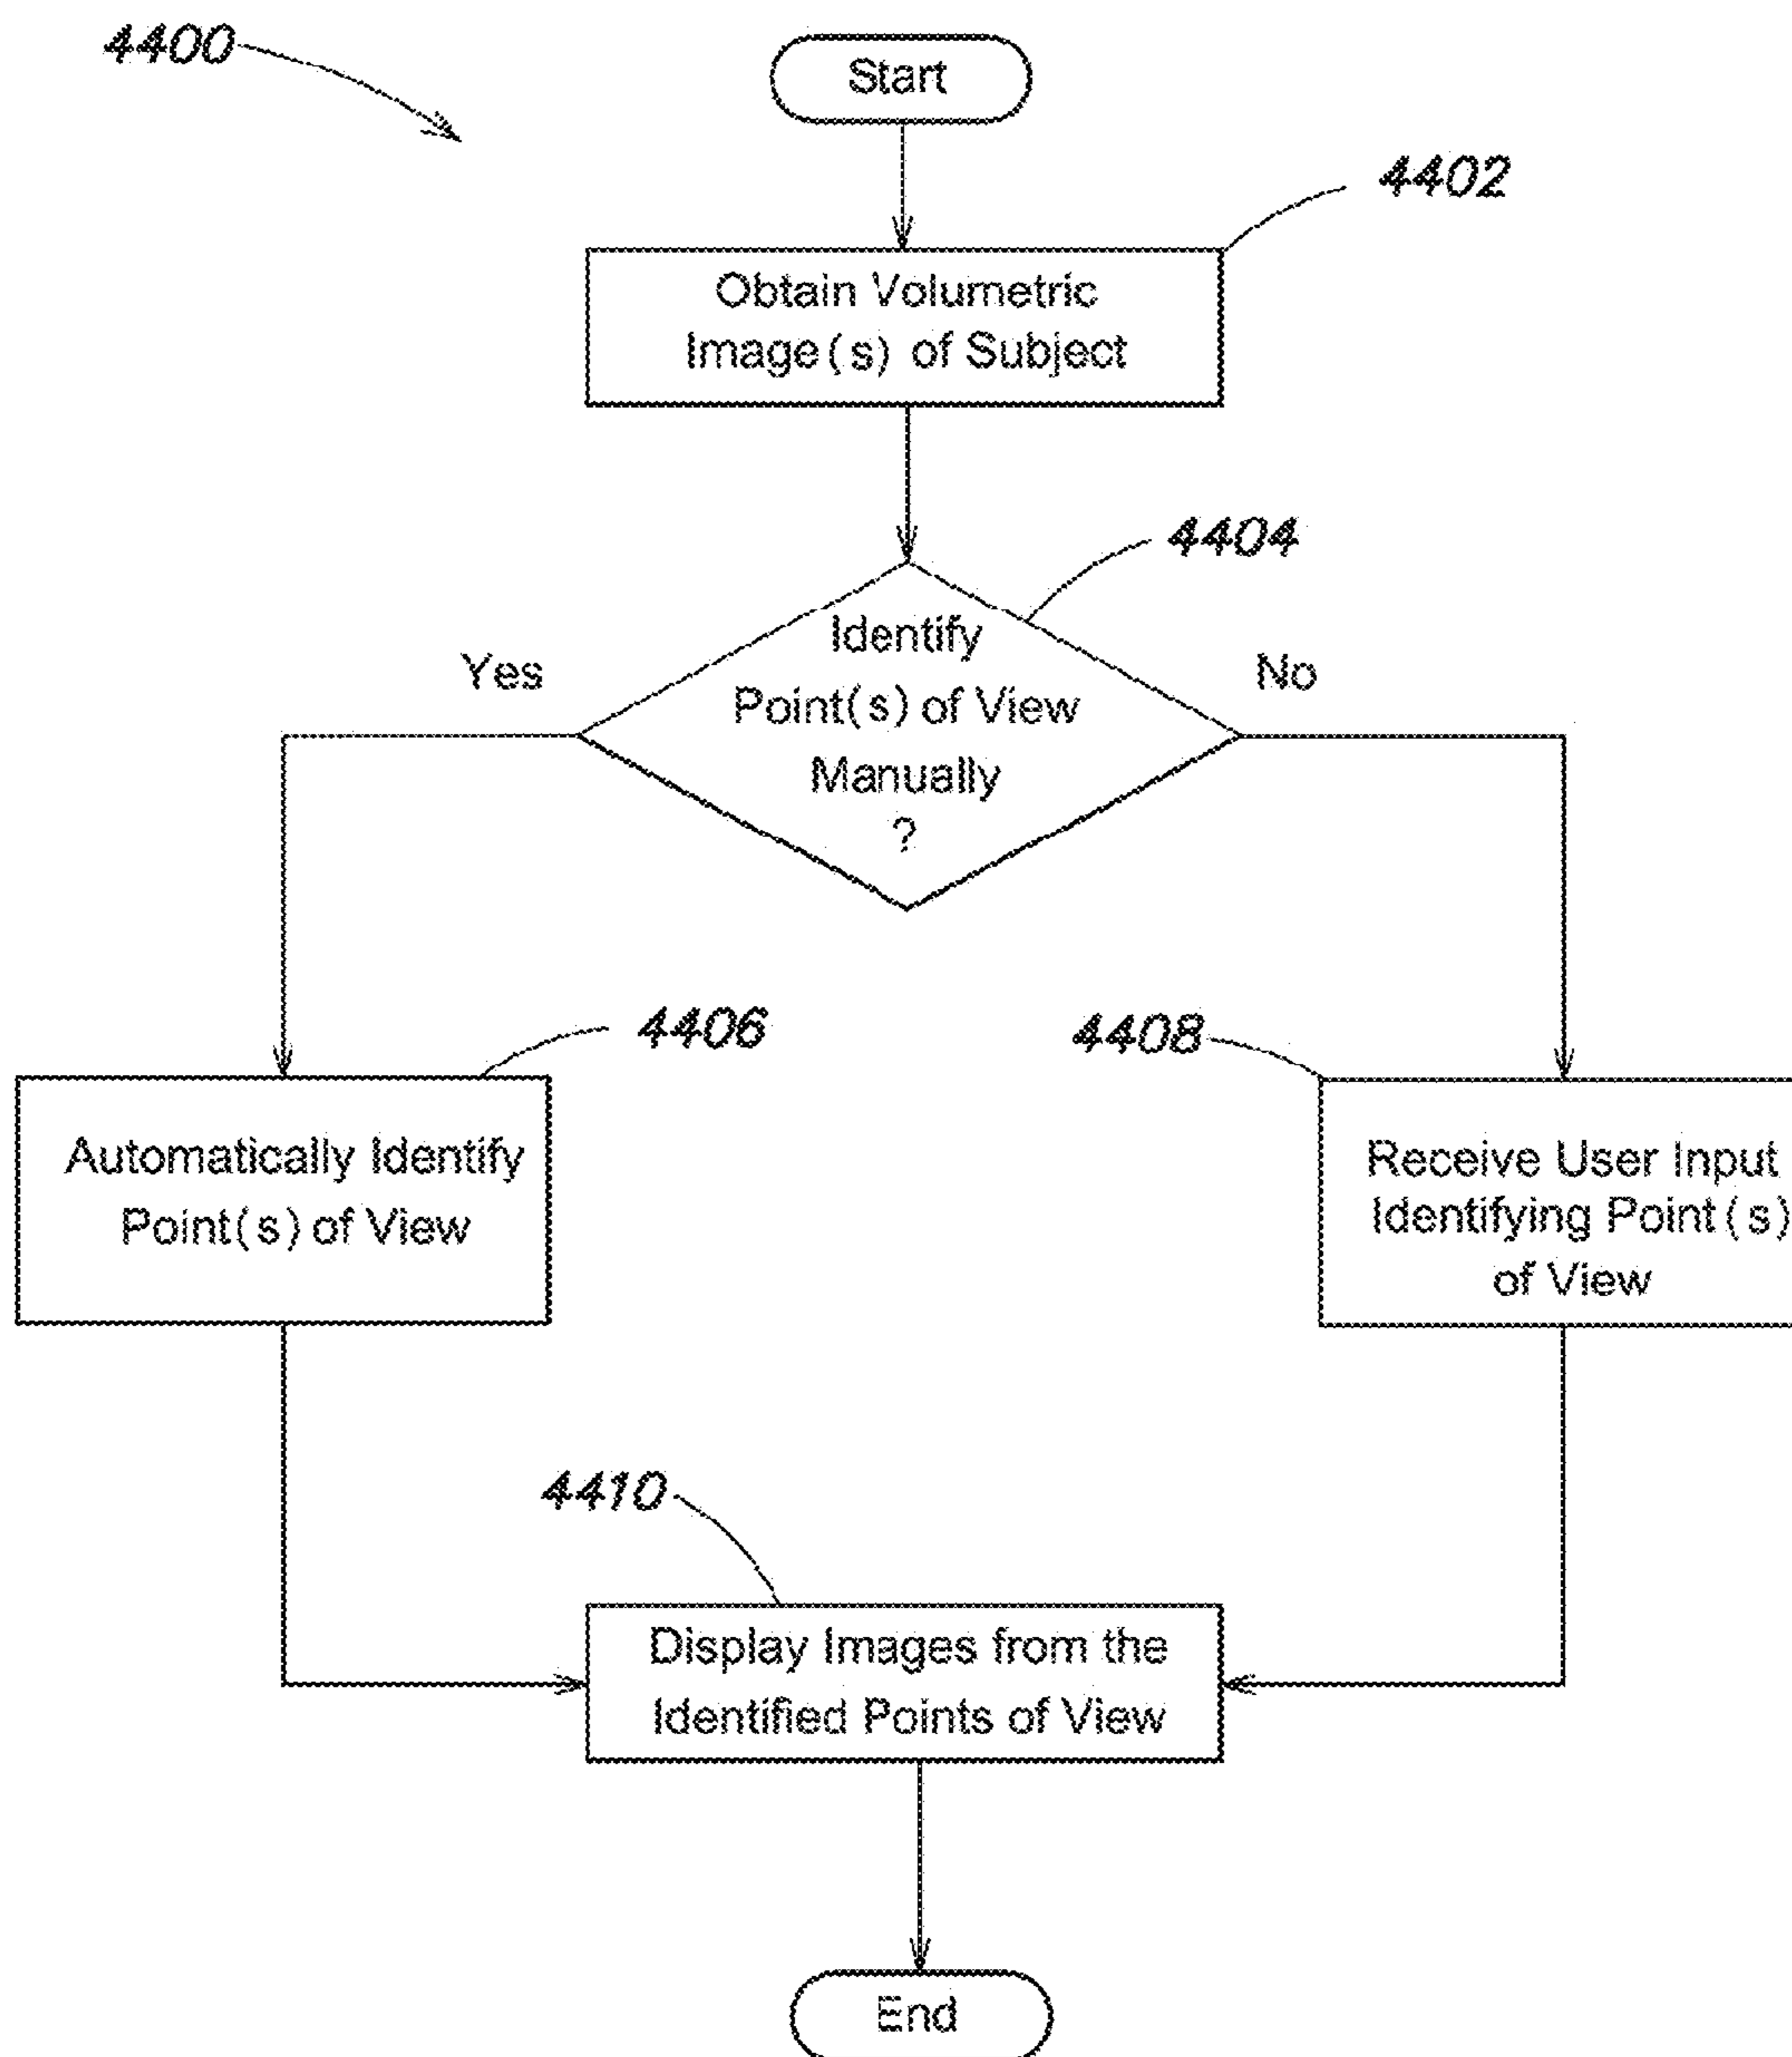 4400
Start
4402
Obtain Volumetric
Image(s) of Subject
4404
Identify
Point(s) of View
Manually
?
Yes
No
4406
Automatically Identify
Point(s) of View
4408
Receive User Input
Identifying Point(s)
of View
4410
Display Images from the
Identified Points of View
End